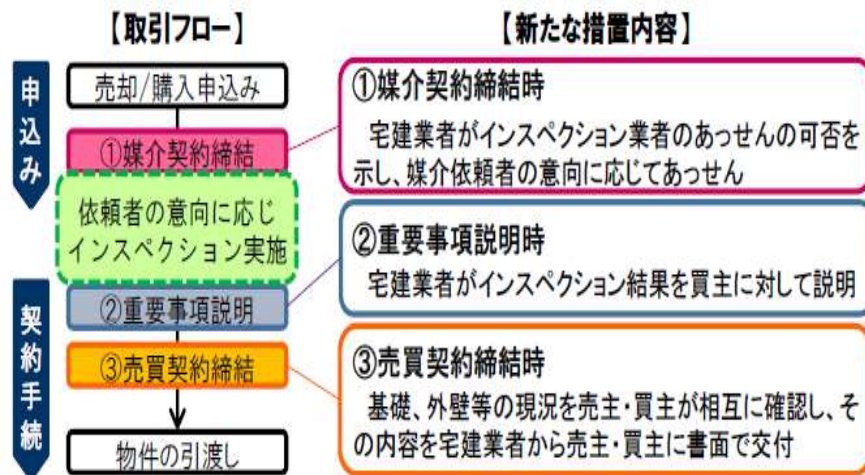 【取引フロー】
【新たな措置内容】
申込み
売却/購入申込み
①媒介契約締結
依頼者の意向に応じ
インスペクション実施
契約手続
②重要事項説明
③売買契約締結
物件の引渡し
①媒介契約締結時
宅建業者がインスペクション業者のあっせんの可否を
示し、媒介依頼者の意向に応じてあっせん
②重要事項説明時
宅建業者がインスペクション結果を買主に対して説明
③売買契約締結時
基礎、外壁等の現況を売主・買主が相互に確認し、そ
の内容を宅建業者から売主・買主に書面で交付